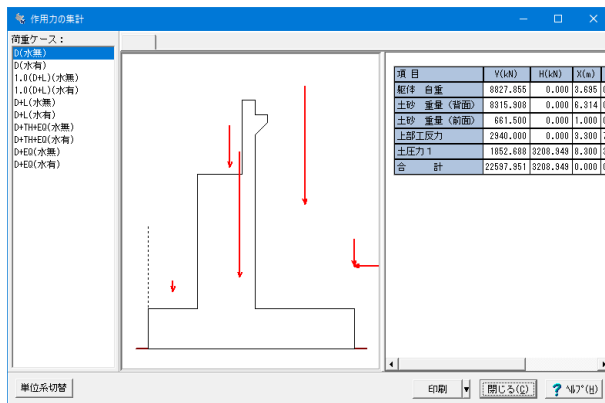 作用力の集計
荷重ケース：
D(水無)
D(水有)
1.0(D+L)(水無)
1.0(D+L)(水有)
D+L(水無)
D+L(水有)
D+TH+EQ(水無)
D+TH+EQ(水有)
D+EQ(水無)
D+EQ(水有)
項 目 V(kN) H(kN) X(m)
躯体 自重 8827.855 0.000 3.695
土砂 重量（背面） 8315.908 0.000 6.314
土砂 重量（前面） 661.500 0.000 1.000
上部工反力 2940.000 0.000 3.300
土圧力１ 1852.688 3208.949 8.300
合 計 22597.951 3208.949 0.000
単位系切替 印刷 閉じる(C) ? ﾍﾙﾌﾟ(H)